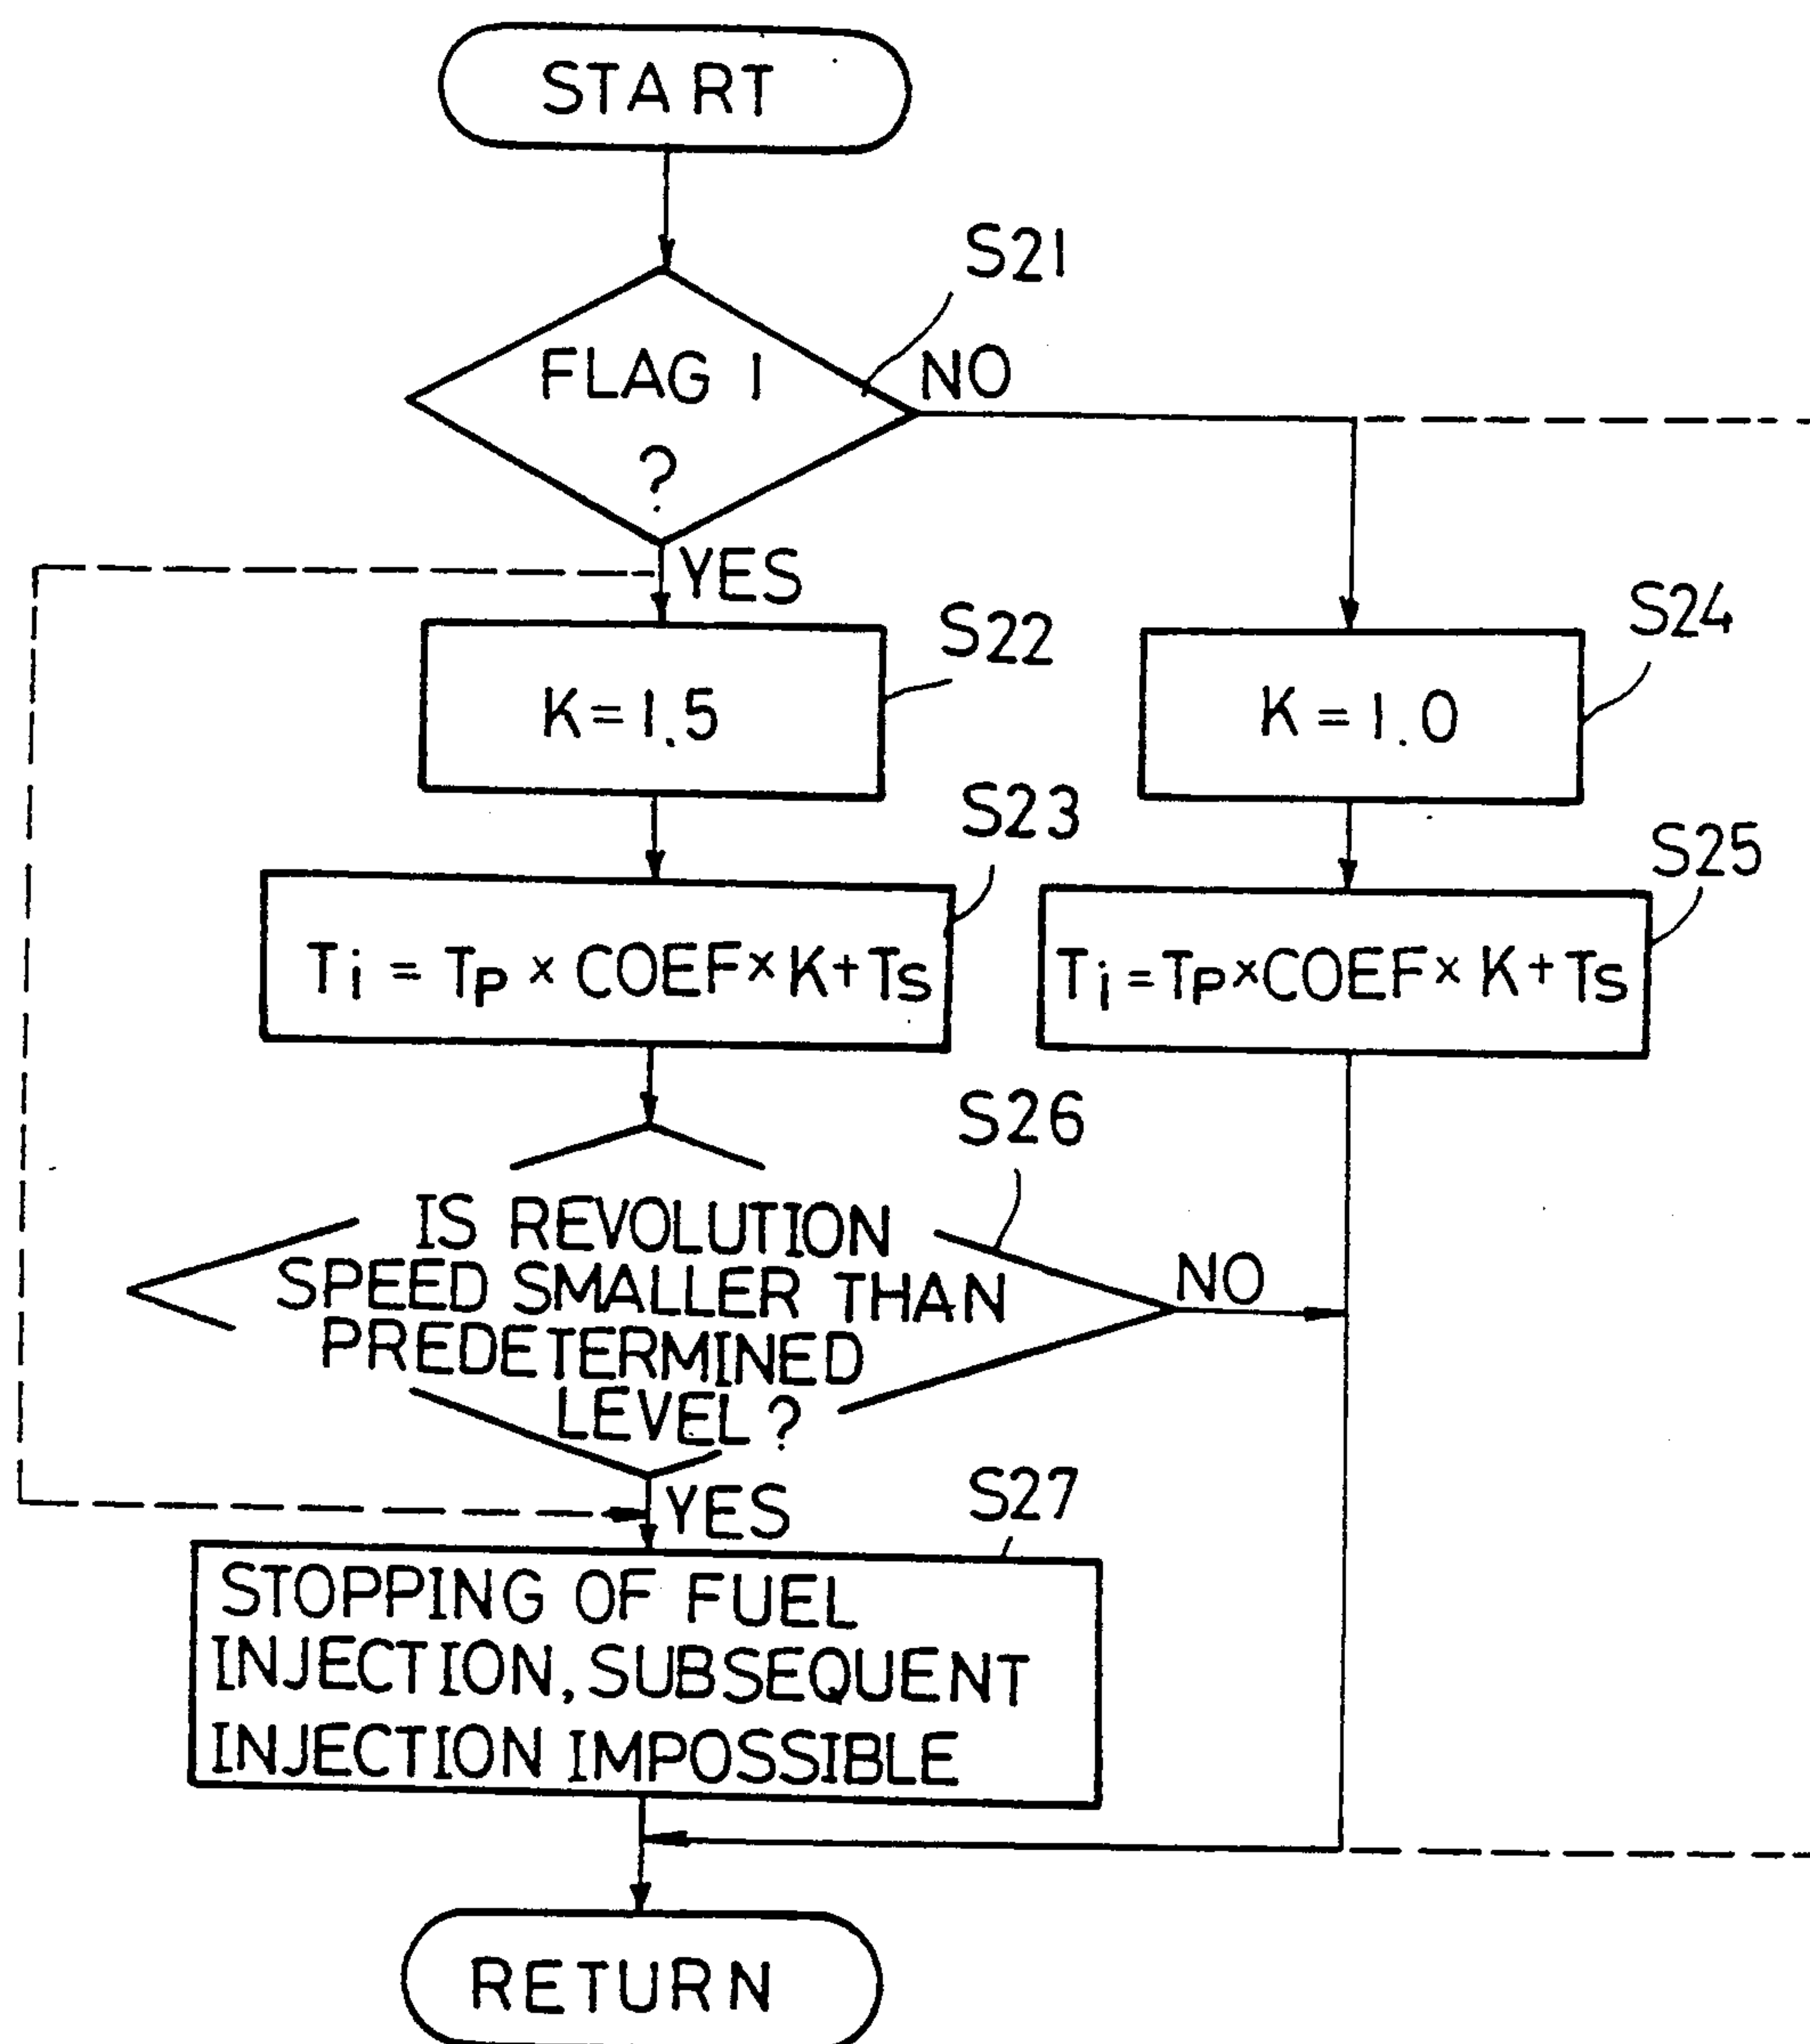 START
S21
FLAG 1
?
NO
YES
S22
K=1.5
S24
K=1.0
S23
Ti = TP × COEF × K + TS
S25
Ti = TP × COEF × K + TS
S26
IS REVOLUTION
SPEED SMALLER THAN
PREDETERMINED
LEVEL?
NO
YES
S27
STOPPING OF FUEL
INJECTION, SUBSEQUENT
INJECTION IMPOSSIBLE
RETURN